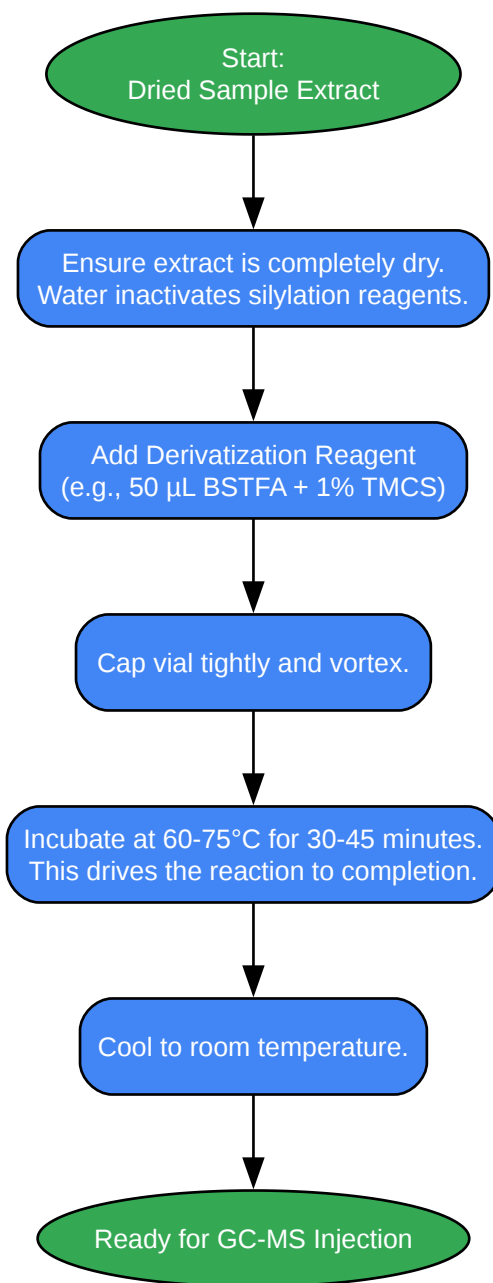 Start:
Dried Sample Extract
Ensure extract is completely dry.
Water inactivates silylation reagents.
Add Derivatization Reagent
(e.g., 50 µL BSTFA + 1% TMCS)
Cap vial tightly and vortex.
Incubate at 60-75°C for 30-45 minutes.
This drives the reaction to completion.
Cool to room temperature.
Ready for GC-MS Injection